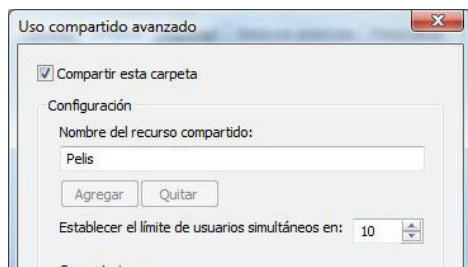 Uso compartido avanzado
Compartir esta carpeta
Configuración
Nombre del recurso compartido:
Pelis
Agregar Quitar
Establecer el límite de usuarios simultáneos en: 10